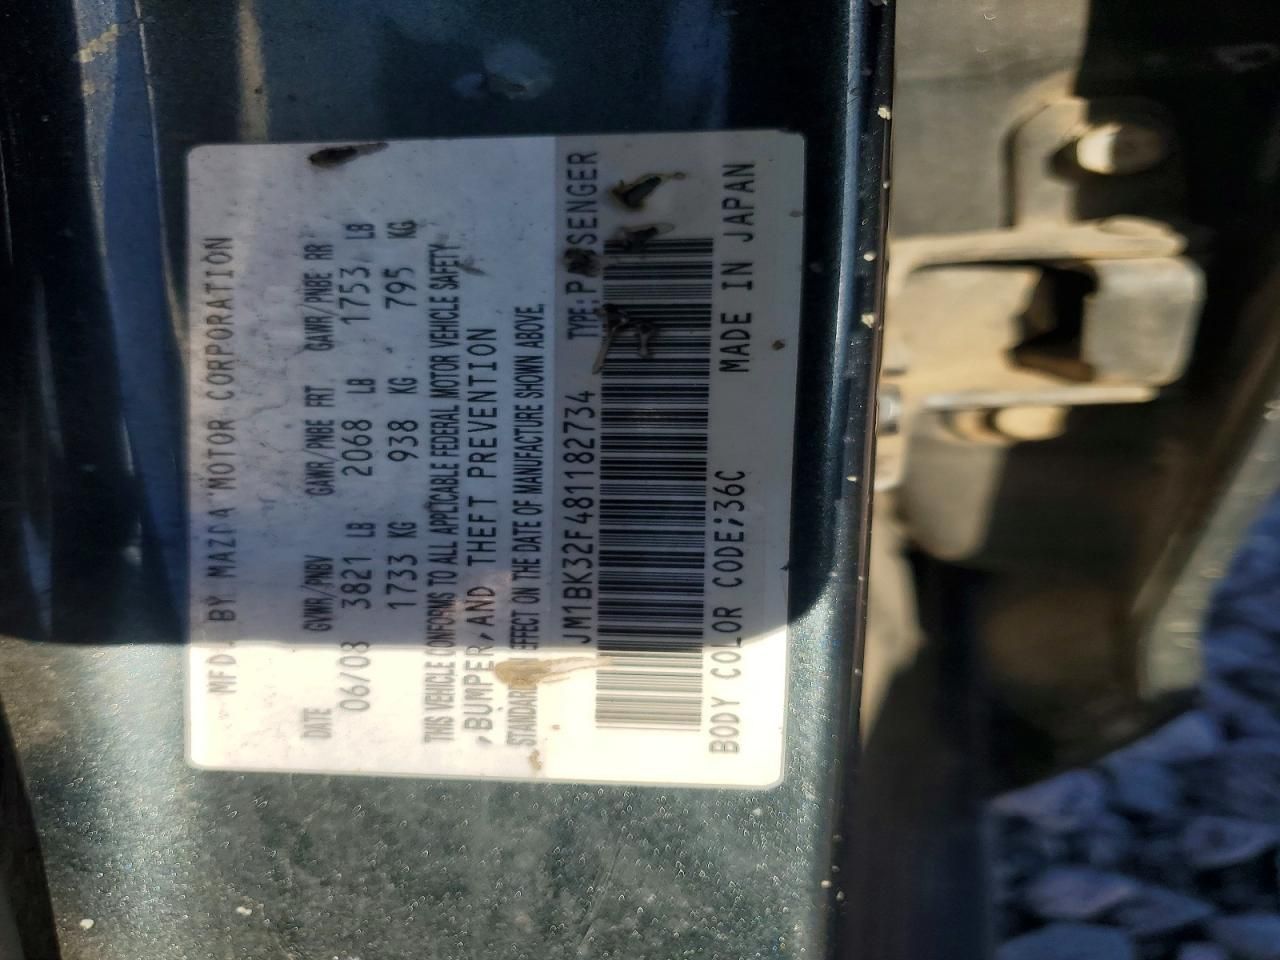 MFD. BY MAZDA MOTOR CORPORATION
DATE GVWR/PNBV GAWR/PNBE FRT GAWR/PNBE RR
06/08 3821 LB 2068 LB 1753 LB
1733 KG 938 KG 795 KG
THIS VEHICLE CONFORMS TO ALL APPLICABLE FEDERAL MOTOR VEHICLE SAFETY
,BUMPER,AND THEFT PREVENTION
STANDARDS EFFECT ON THE DATE OF MANUFACTURE SHOWN ABOVE.
JM1BK32F481182734 TYPE:PASSENGER
BODY COLOR CODE;36C MADE IN JAPAN